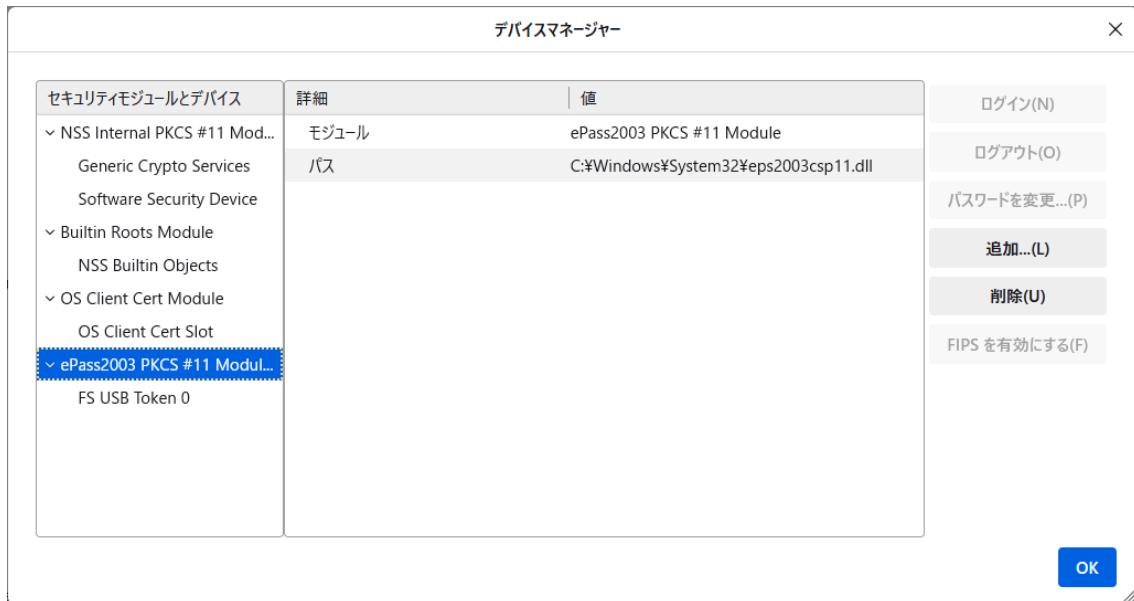 デバイスマネージャー
セキュリティモジュールとデバイス 詳細 値
NSS Internal PKCS #11 Mod... モジュール ePass2003 PKCS #11 Module
Generic Crypto Services パス C:¥Windows¥System32¥eps2003csp11.dll
Software Security Device
Builtin Roots Module
NSS Builtin Objects
OS Client Cert Module
OS Client Cert Slot
ePass2003 PKCS #11 Modul...
FS USB Token 0
ログイン(N)
ログアウト(O)
パスワードを変更...(P)
追加...(L)
削除(U)
FIPS を有効にする(F)
OK